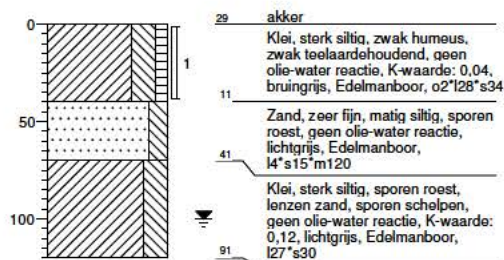 0
50
100
1
29 akker
Klei, sterk siltig, zwak humeus,
zwak teelaardehoudend, geen
olie-water reactie, K-waarde: 0,04,
bruingrijs, Edelmanboor, o2*l28*s34
11
Zand, zeer fijn, matig siltig, sporen
roest, geen olie-water reactie,
lichtgrijs, Edelmanboor,
l4*s15*m120
41
Klei, sterk siltig, sporen roest,
lenzen zand, sporen schelpen,
geen olie-water reactie, K-waarde:
0,12, lichtgrijs, Edelmanboor,
l27*s30
91